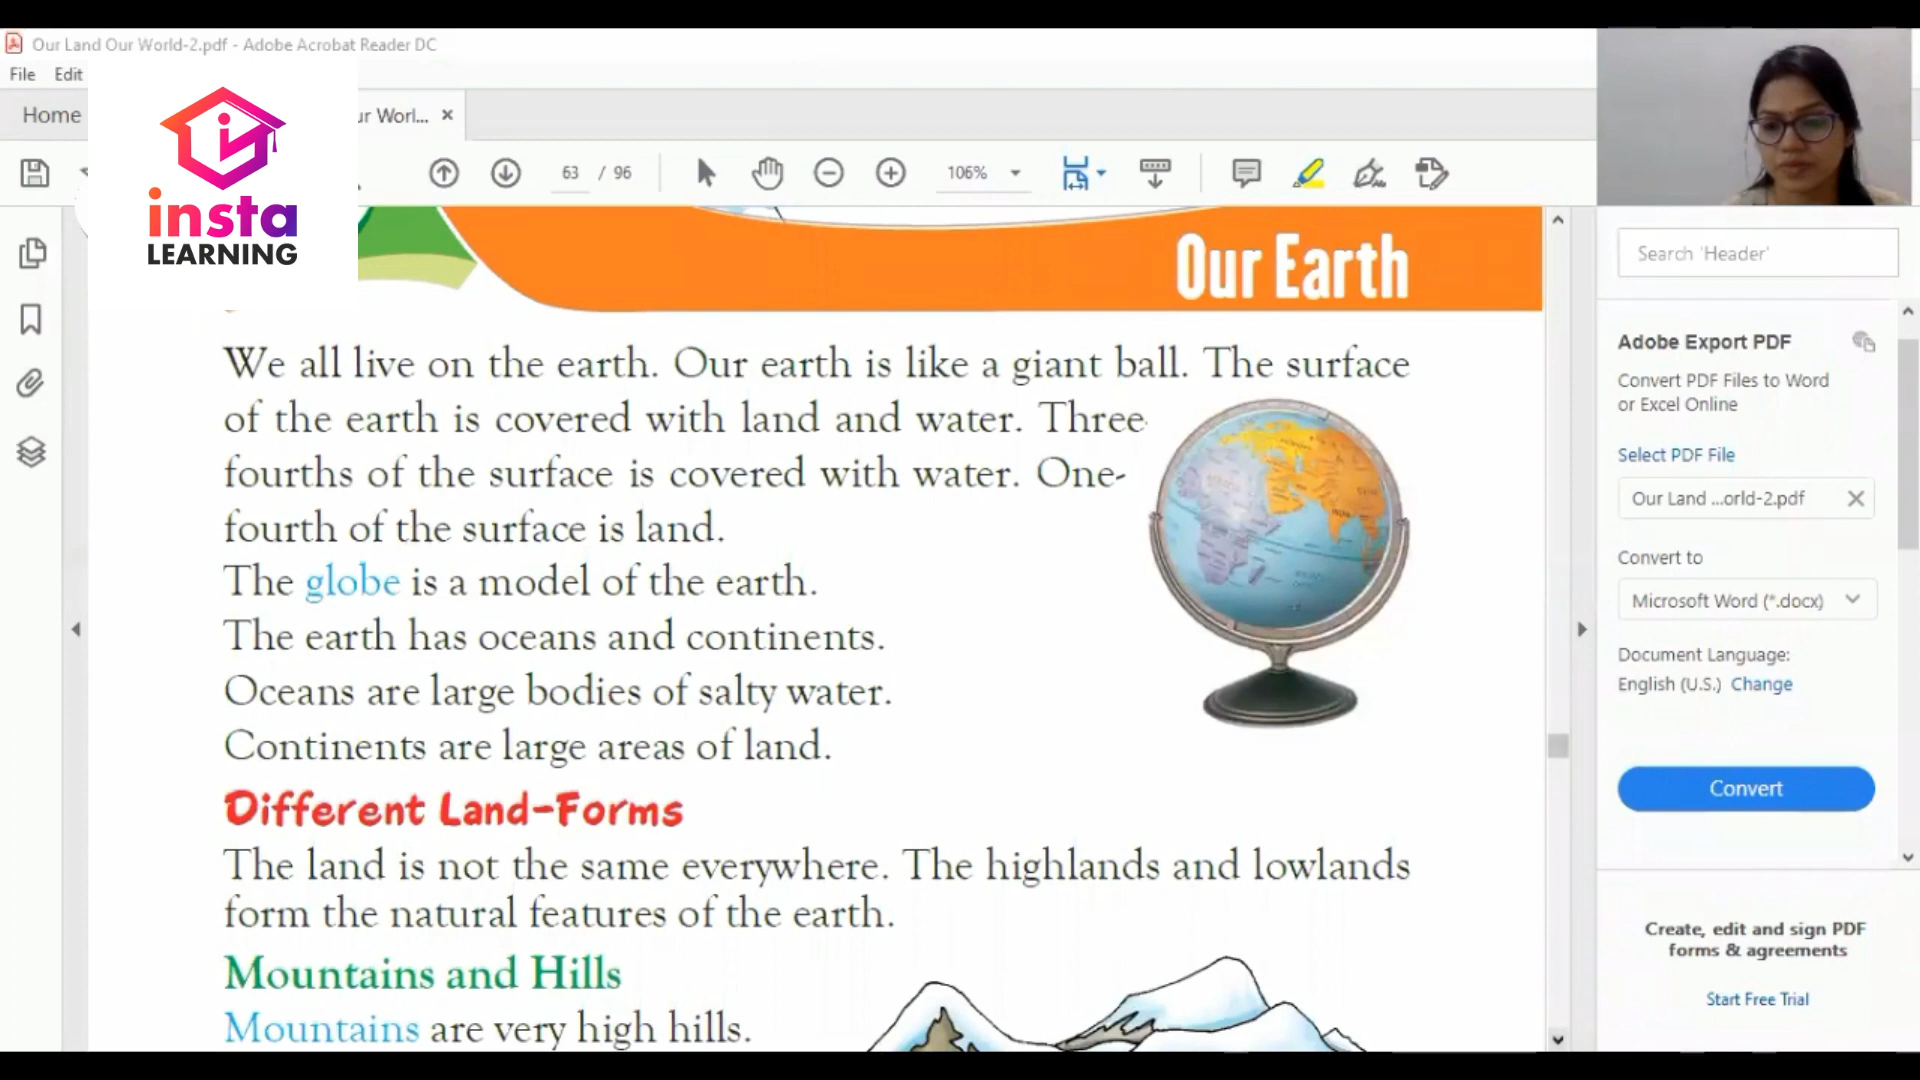 Our Land Our World-2.pdf - Adobe Acrobat Reader DC
File Edit
Home
ur Worl...
insta
LEARNING
63 / 96
106%
Our Earth
We all live on the earth. Our earth is like a giant ball. The surface
of the earth is covered with land and water. Three
fourths of the surface is covered with water. One-
fourth of the surface is land.
The globe is a model of the earth.
The earth has oceans and continents.
Oceans are large bodies of salty water.
Continents are large areas of land.
Different Land-Forms
The land is not the same everywhere. The highlands and lowlands
form the natural features of the earth.
Mountains and Hills
Mountains are very high hills.
Search 'Header'
Adobe Export PDF
Convert PDF Files to Word
or Excel Online
Select PDF File
Our Land ...orld-2.pdf
Convert to
Microsoft Word (*.docx)
Document Language:
English (U.S.) Change
Convert
Create, edit and sign PDF
forms & agreements
Start Free Trial